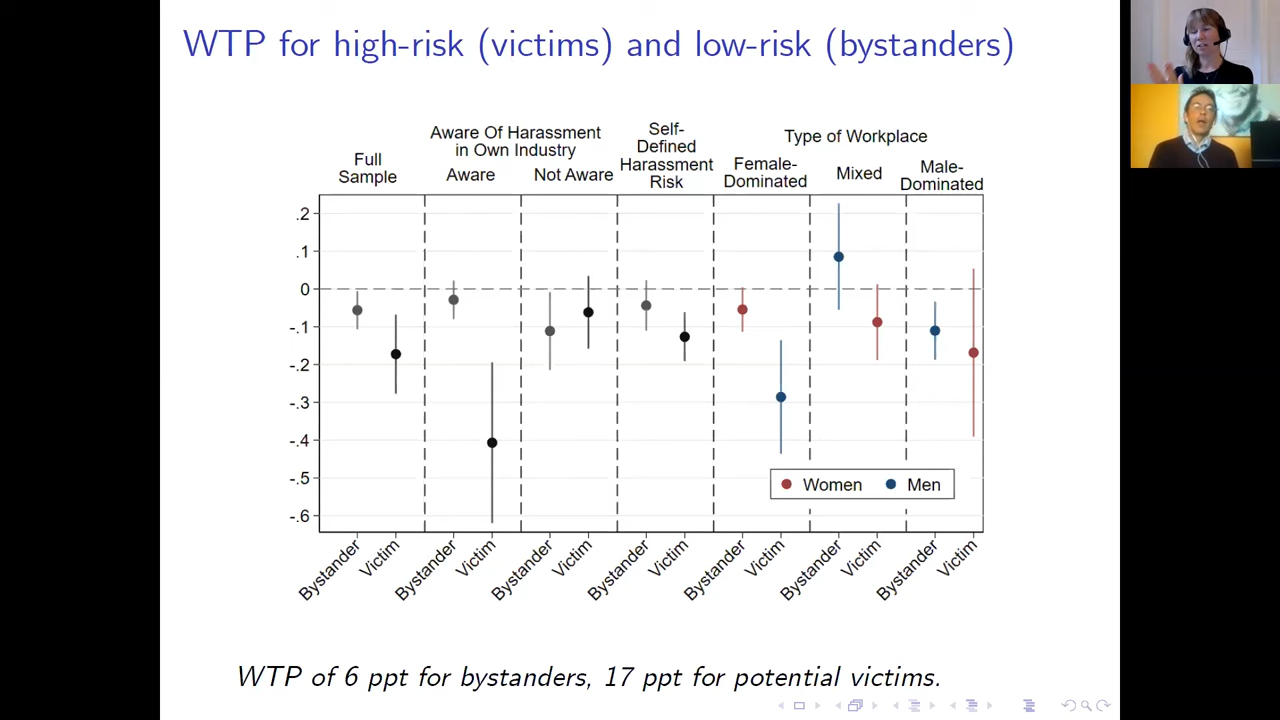 WTP for high-risk (victims) and low-risk (bystanders)
Full
Sample
Aware Of Harassment
in Own Industry
Aware
Not Aware
Self-
Defined
Harassment
Risk
Type of Workplace
Female-
Dominated
Mixed
Male-
Dominated
.2
.1
0
-.1
-.2
-.3
-.4
-.5
-.6
Women
Men
Bystander
Victim
Bystander
Victim
Bystander
Victim
Bystander
Victim
Bystander
Victim
Bystander
Victim
Bystander
Victim
WTP of 6 ppt for bystanders, 17 ppt for potential victims.